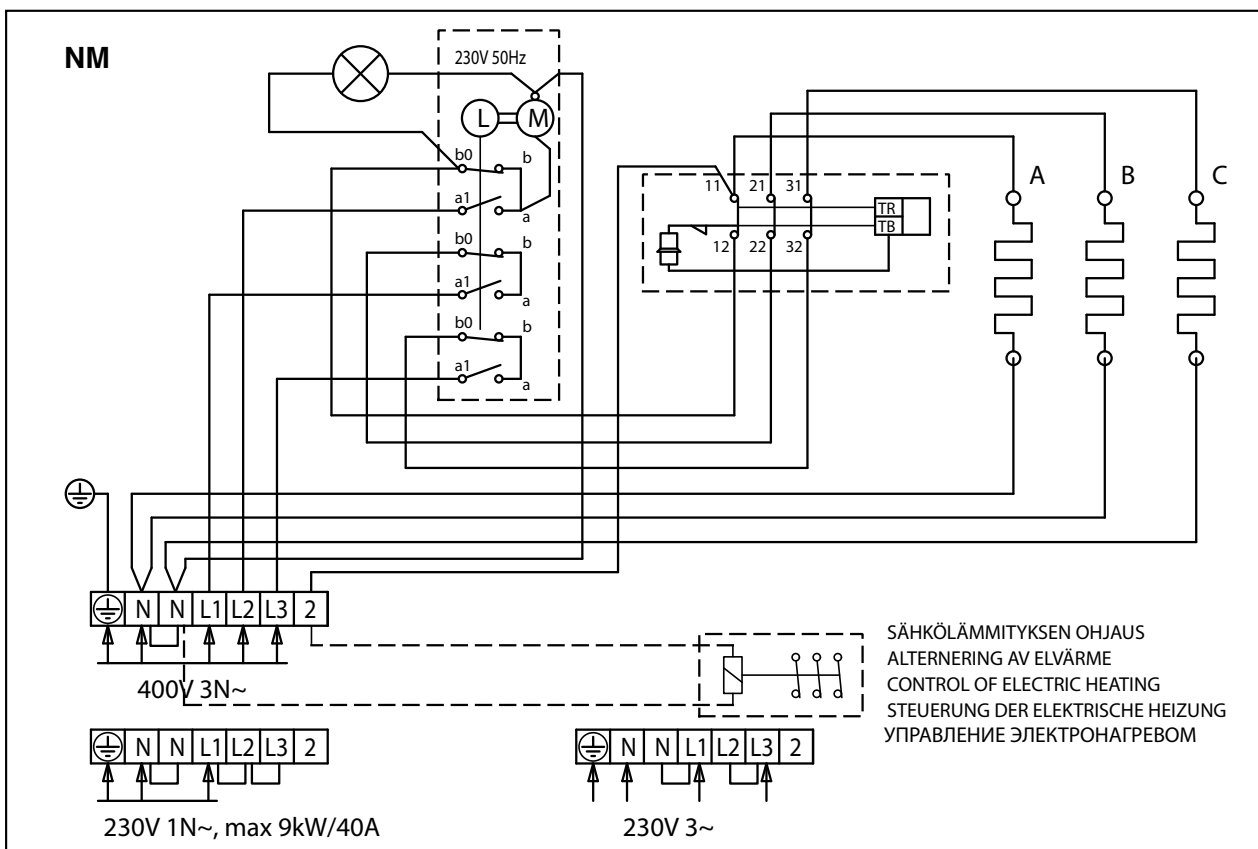 NM
230V 50Hz
L M
b0 b
a1 a
b0 b
a1 a
b0 b
a1 a
11 21 31
TR
TB
12 22 32
A B C
N N L1 L2 L3 2
400V 3N~
SÄHKÖLÄMMITYKSEN OHJAUS
ALTERNERING AV ELVÄRME
CONTROL OF ELECTRIC HEATING
STEUERUNG DER ELEKTRISCHE HEIZUNG
УПРАВЛЕНИЕ ЭЛЕКТРОНАГРЕВОМ
N N L1 L2 L3 2
230V 1N~, max 9kW/40A
N N L1 L2 L3 2
230V 3~